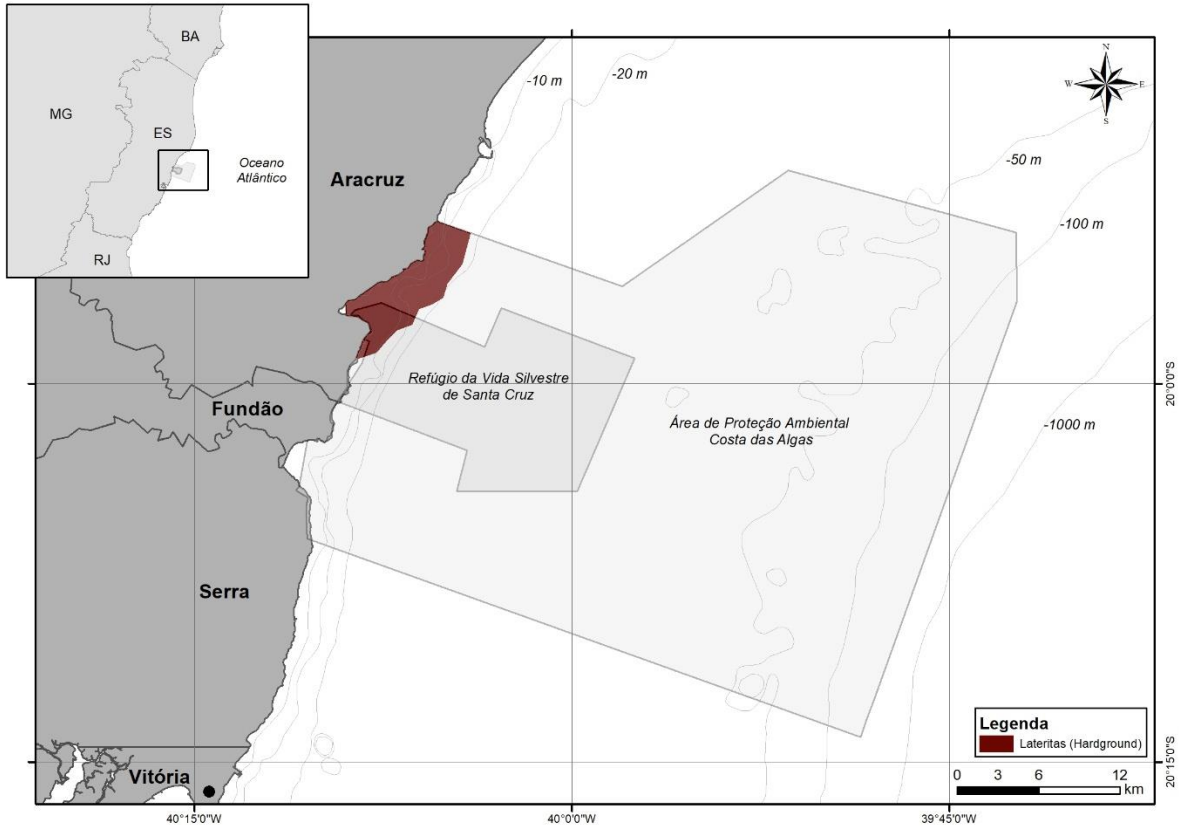 BA
MG
ES
Oceano
Atlântico
RJ
-10 m
-20 m
N
W
E
S
-50 m
Aracruz
-100 m
Refúgio da Vida Silvestre
de Santa Cruz
Fundão
Área de Proteção Ambiental
Costa das Algas
-1000 m
20°0'0"S
Serra
Legenda
Lateritas (Hardground)
Vitória
0 3 6 12
km
20°15'0"S
40°15'0"W
40°0'0"W
39°45'0"W